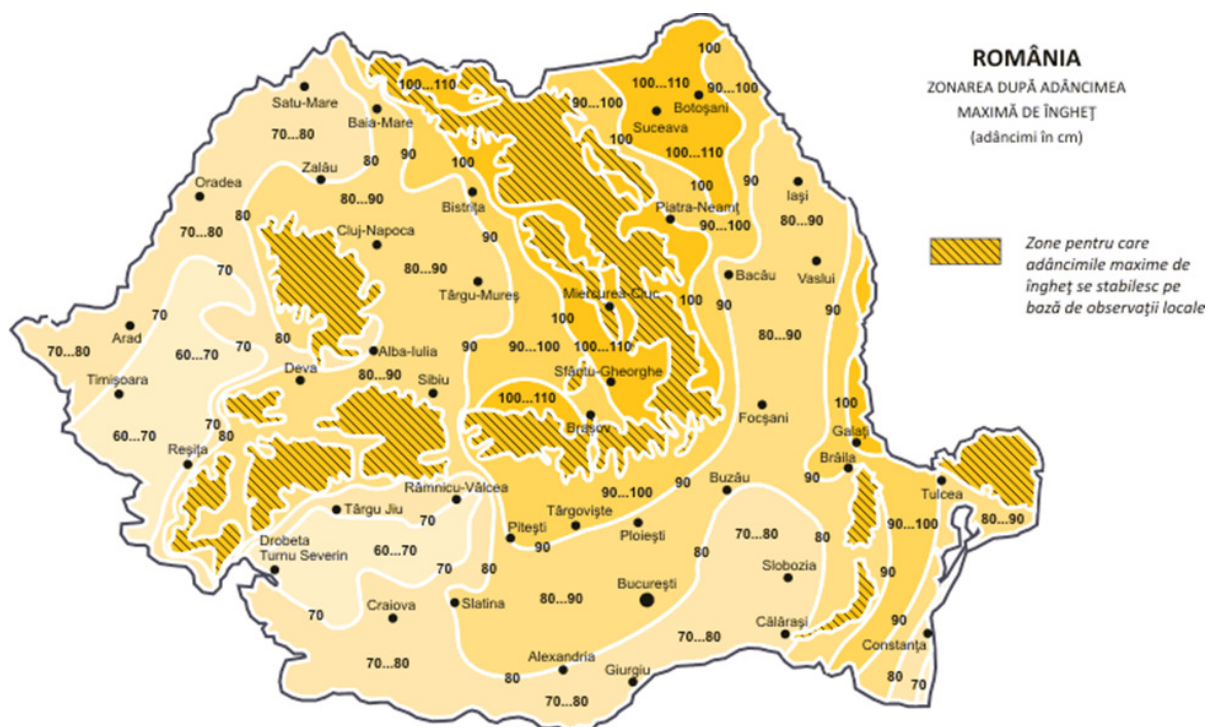 ROMÂNIA
ZONAREA DUPĂ ADÂNCIMEA
MAXIMĂ DE ÎNGHEȚ
(adâncimi în cm)
Zone pentru care
adâncimile maxime de
îngheț se stabilesc pe
bază de observații locale
100
100...110
100...110
90...100
90...100
Satu-Mare
Botoșani
Baia-Mare
Suceava
70...80
100
80
90
100...110
100
Zalău
90
Iași
Oradea
80...90
100
Bistrița
80
Piatra-Neamț
80...90
70...80
Cluj-Napoca
90
90...100
70
80...90
Bacău
Vaslui
Târgu-Mureș
Miercurea-Ciuc
100
90
90
70
Arad
100
80...90
70...80
60...70
70
80
Alba-Iulia
90
90...100
100...110
Deva
80...90
Sfântu-Gheorghe
Timișoara
Sibiu
100...110
100
Focșani
60...70
70
Brașov
Galați
80
Reșița
Brăila
90
Buzău
90
Râmnicu-Vâlcea
90...100
Tulcea
Târgu Jiu
70
Târgoviște
90...100
80...90
Pitești
Ploiești
70...80
80
Drobeta
Turnu Severin
60...70
90
80
70
80
Slobozia
90
București
80...90
70
Craiova
Slatina
Călărași
90
Constanța
70...80
70...80
Alexandria
80
Giurgiu
80
70
70...80